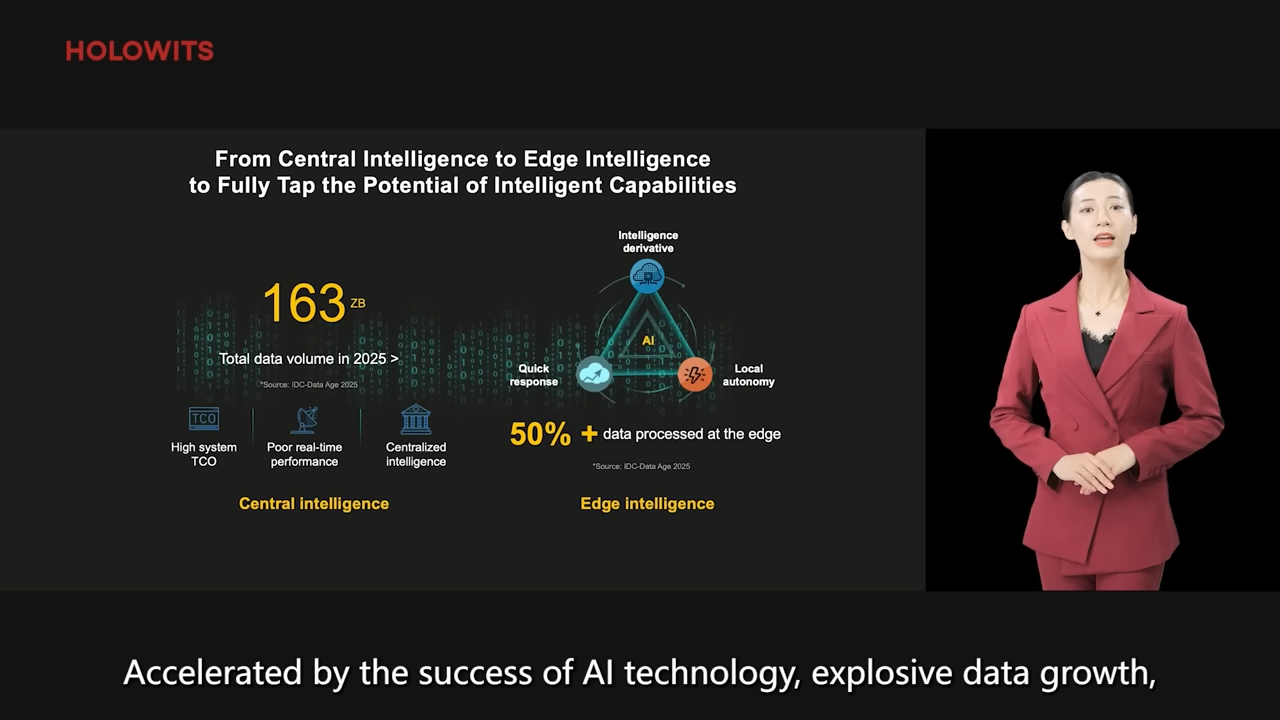 HOLOWITS
From Central Intelligence to Edge Intelligence
to Fully Tap the Potential of Intelligent Capabilities
163 ZB
Total data volume in 2025 >
*Source: IDC-Data Age 2025
TCO
High system
TCO
Poor real-time
performance
Centralized
intelligence
Central intelligence
Intelligence
derivative
AI
Quick
response
Local
autonomy
50% + data processed at the edge
*Source: IDC-Data Age 2025
Edge intelligence
Accelerated by the success of AI technology, explosive data growth,